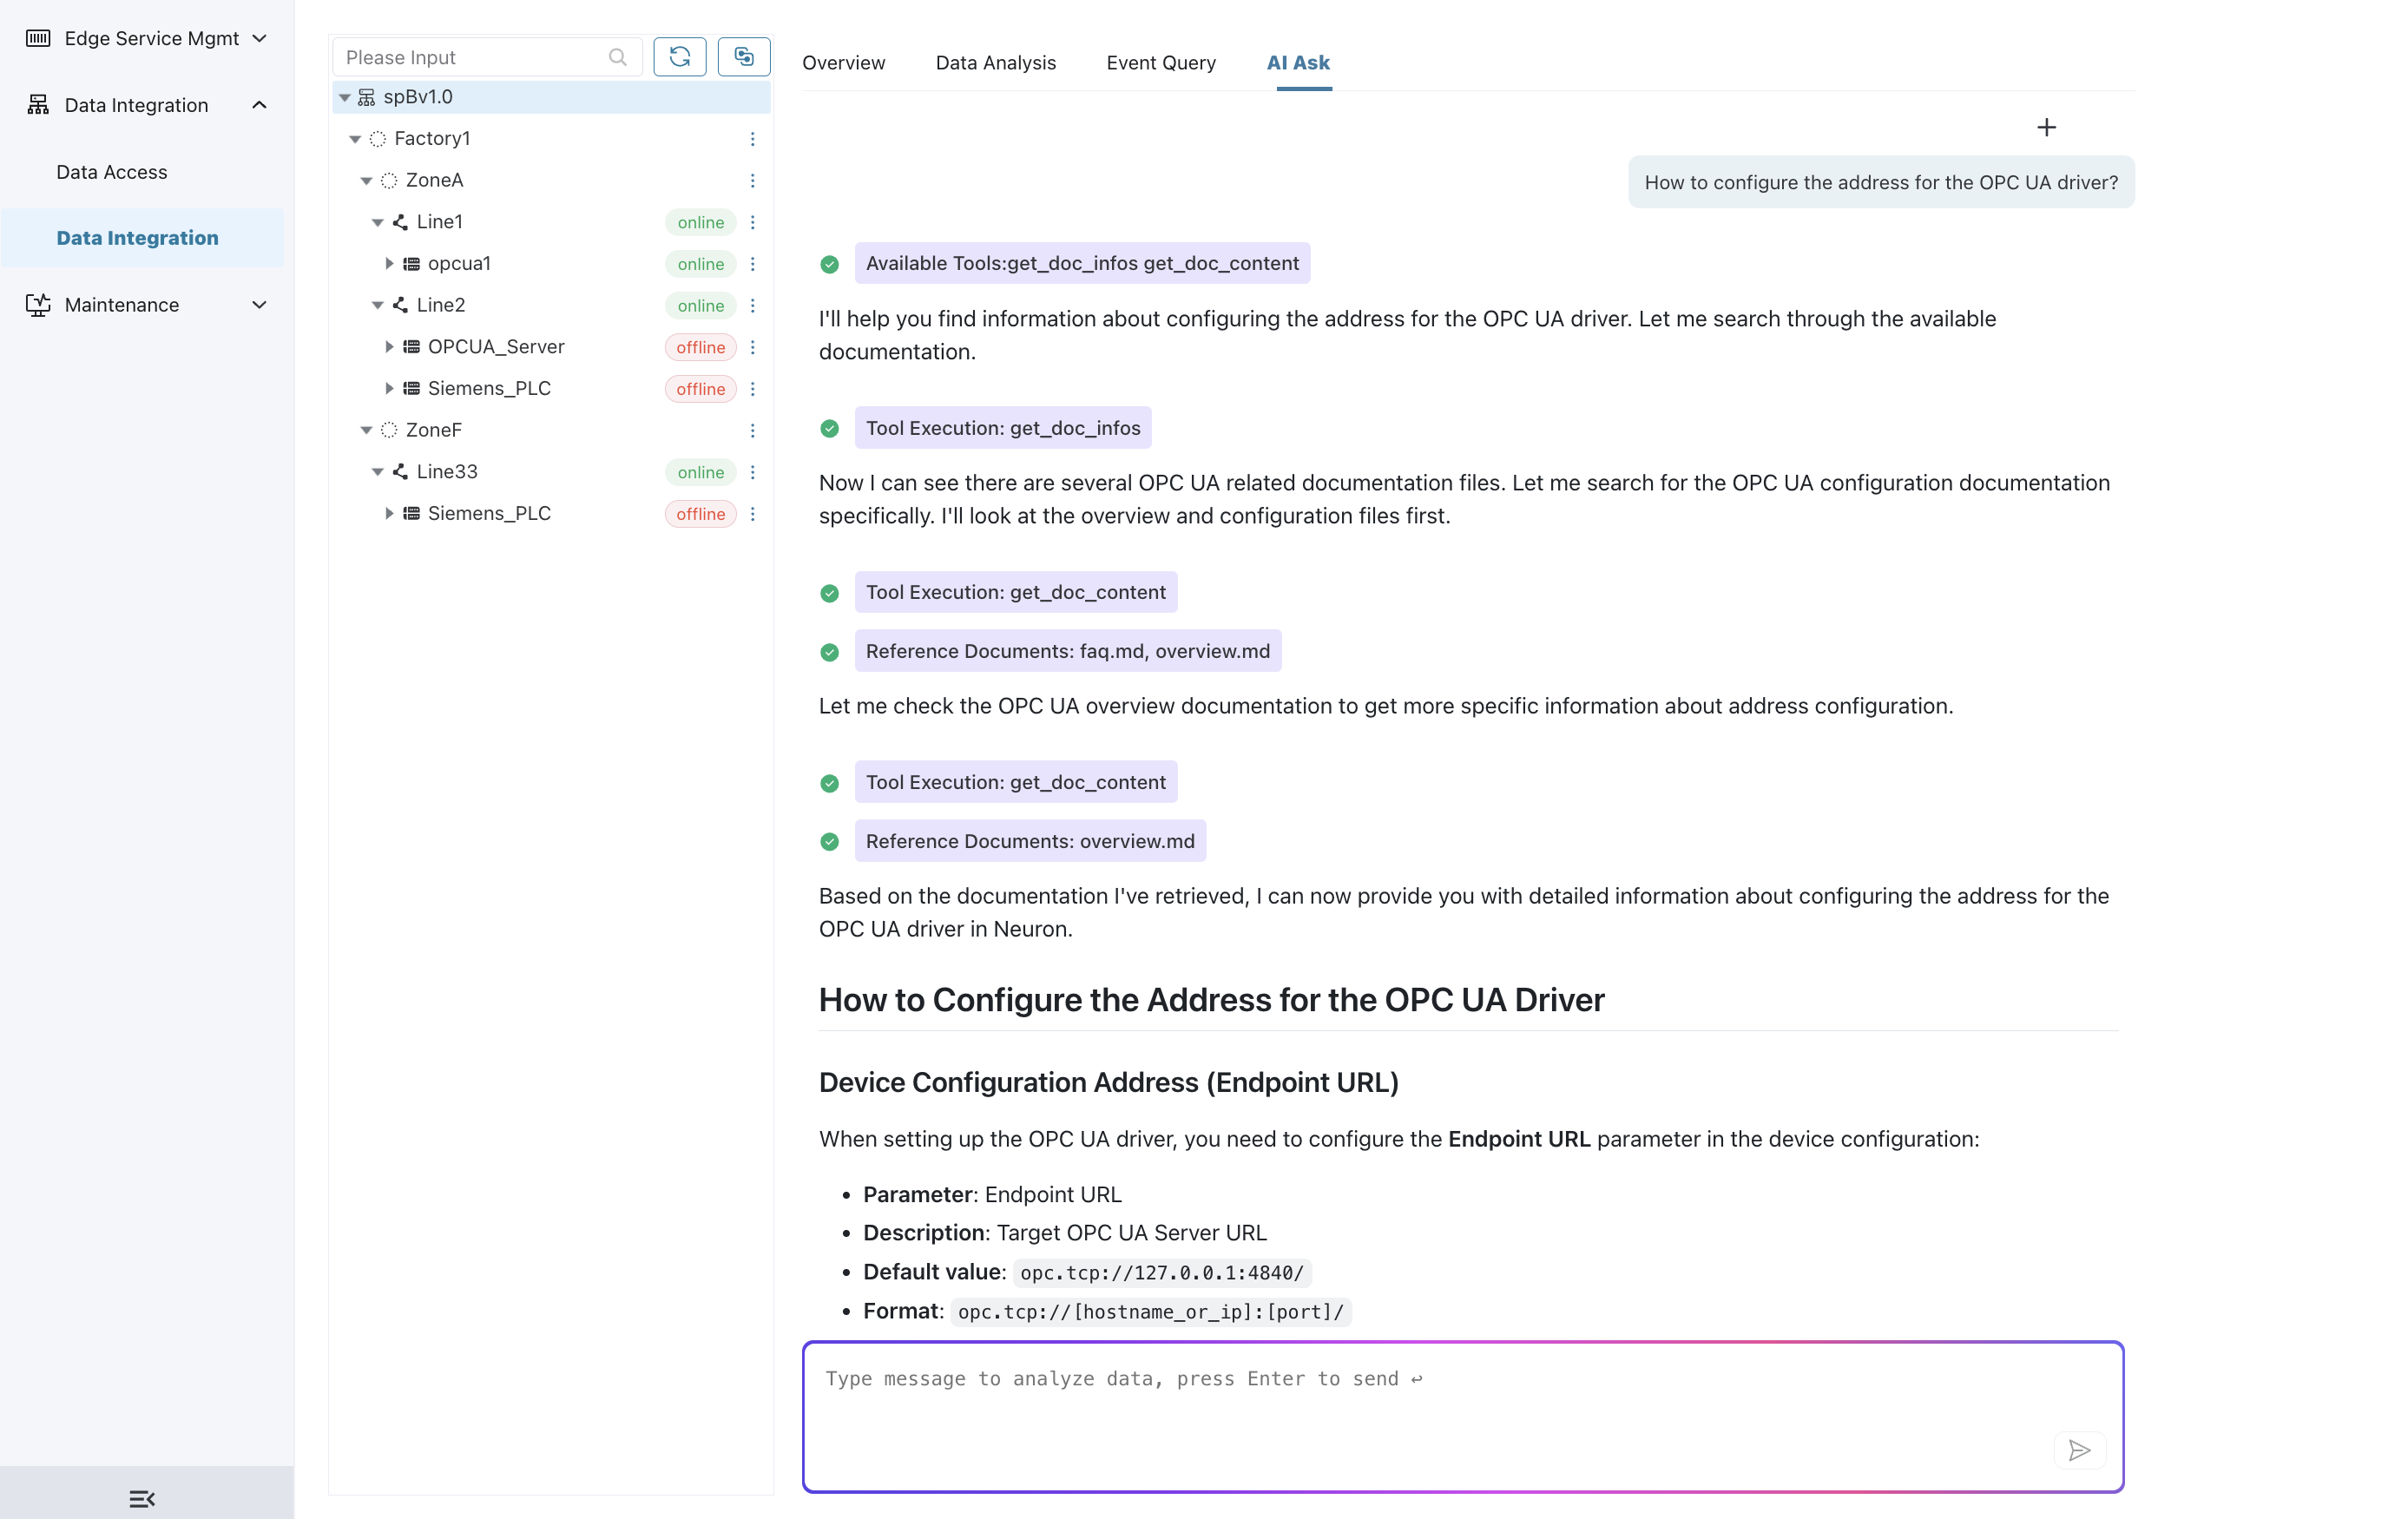 Edge Service Mgmt
Data Integration
Data Access
Data Integration
Maintenance
Please Input
spBv1.0
Factory1
ZoneA
Line1 online
opcua1 online
Line2 online
OPCUA_Server offline
Siemens_PLC offline
ZoneF
Line33 online
Siemens_PLC offline
Overview Data Analysis Event Query AI Ask
How to configure the address for the OPC UA driver?
Available Tools:get_doc_infos get_doc_content
I'll help you find information about configuring the address for the OPC UA driver. Let me search through the available
documentation.
Tool Execution: get_doc_infos
Now I can see there are several OPC UA related documentation files. Let me search for the OPC UA configuration documentation
specifically. I'll look at the overview and configuration files first.
Tool Execution: get_doc_content
Reference Documents: faq.md, overview.md
Let me check the OPC UA overview documentation to get more specific information about address configuration.
Tool Execution: get_doc_content
Reference Documents: overview.md
Based on the documentation I've retrieved, I can now provide you with detailed information about configuring the address for the
OPC UA driver in Neuron.
How to Configure the Address for the OPC UA Driver
Device Configuration Address (Endpoint URL)
When setting up the OPC UA driver, you need to configure the Endpoint URL parameter in the device configuration:
• Parameter: Endpoint URL
• Description: Target OPC UA Server URL
• Default value: opc.tcp://127.0.0.1:4840/
• Format: opc.tcp://[hostname_or_ip]:[port]/
Type message to analyze data, press Enter to send ↩